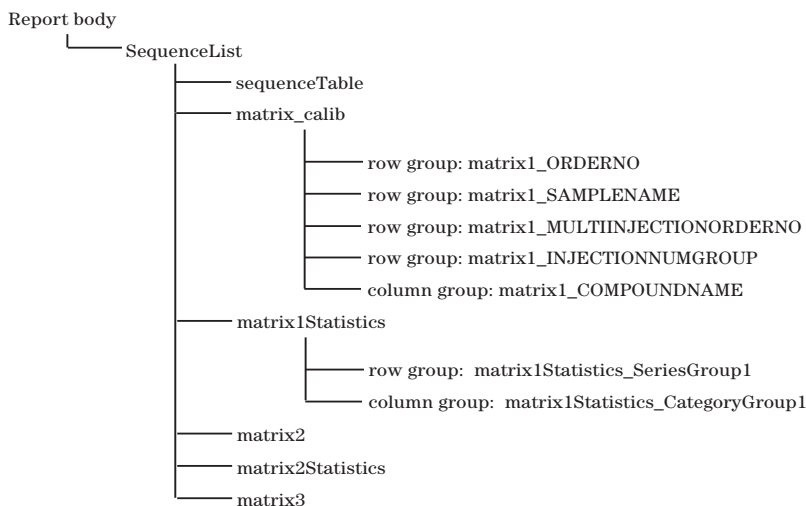 Report body
SequenceList
sequenceTable
matrix_calib
row group: matrix1_ORDERNO
row group: matrix1_SAMPLENAME
row group: matrix1_MULTIINJECTIONORDERNO
row group: matrix1_INJECTIONNUMGROUP
column group: matrix1_COMPOUNDNAME
matrix1Statistics
row group: matrix1Statistics_SeriesGroup1
column group: matrix1Statistics_CategoryGroup1
matrix2
matrix2Statistics
matrix3